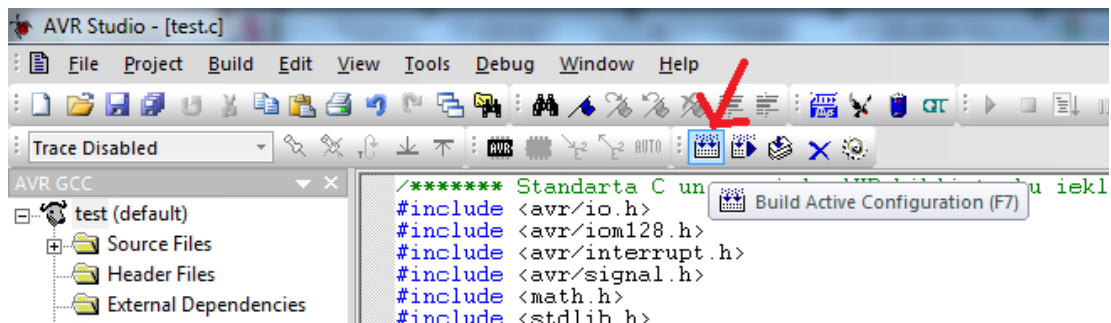 AVR Studio - [test.c]
File Project Build Edit View Tools Debug Window Help
Trace Disabled AVR AUTO
AVR GCC
test (default)
Source Files
Header Files
External Dependencies
/******* Standarta C un
#include <avr/io.h>
#include <avr/iom128.h>
#include <avr/interrupt.h>
#include <avr/signal.h>
#include <math.h>
#include <stdlib.h>
Build Active Configuration (F7)